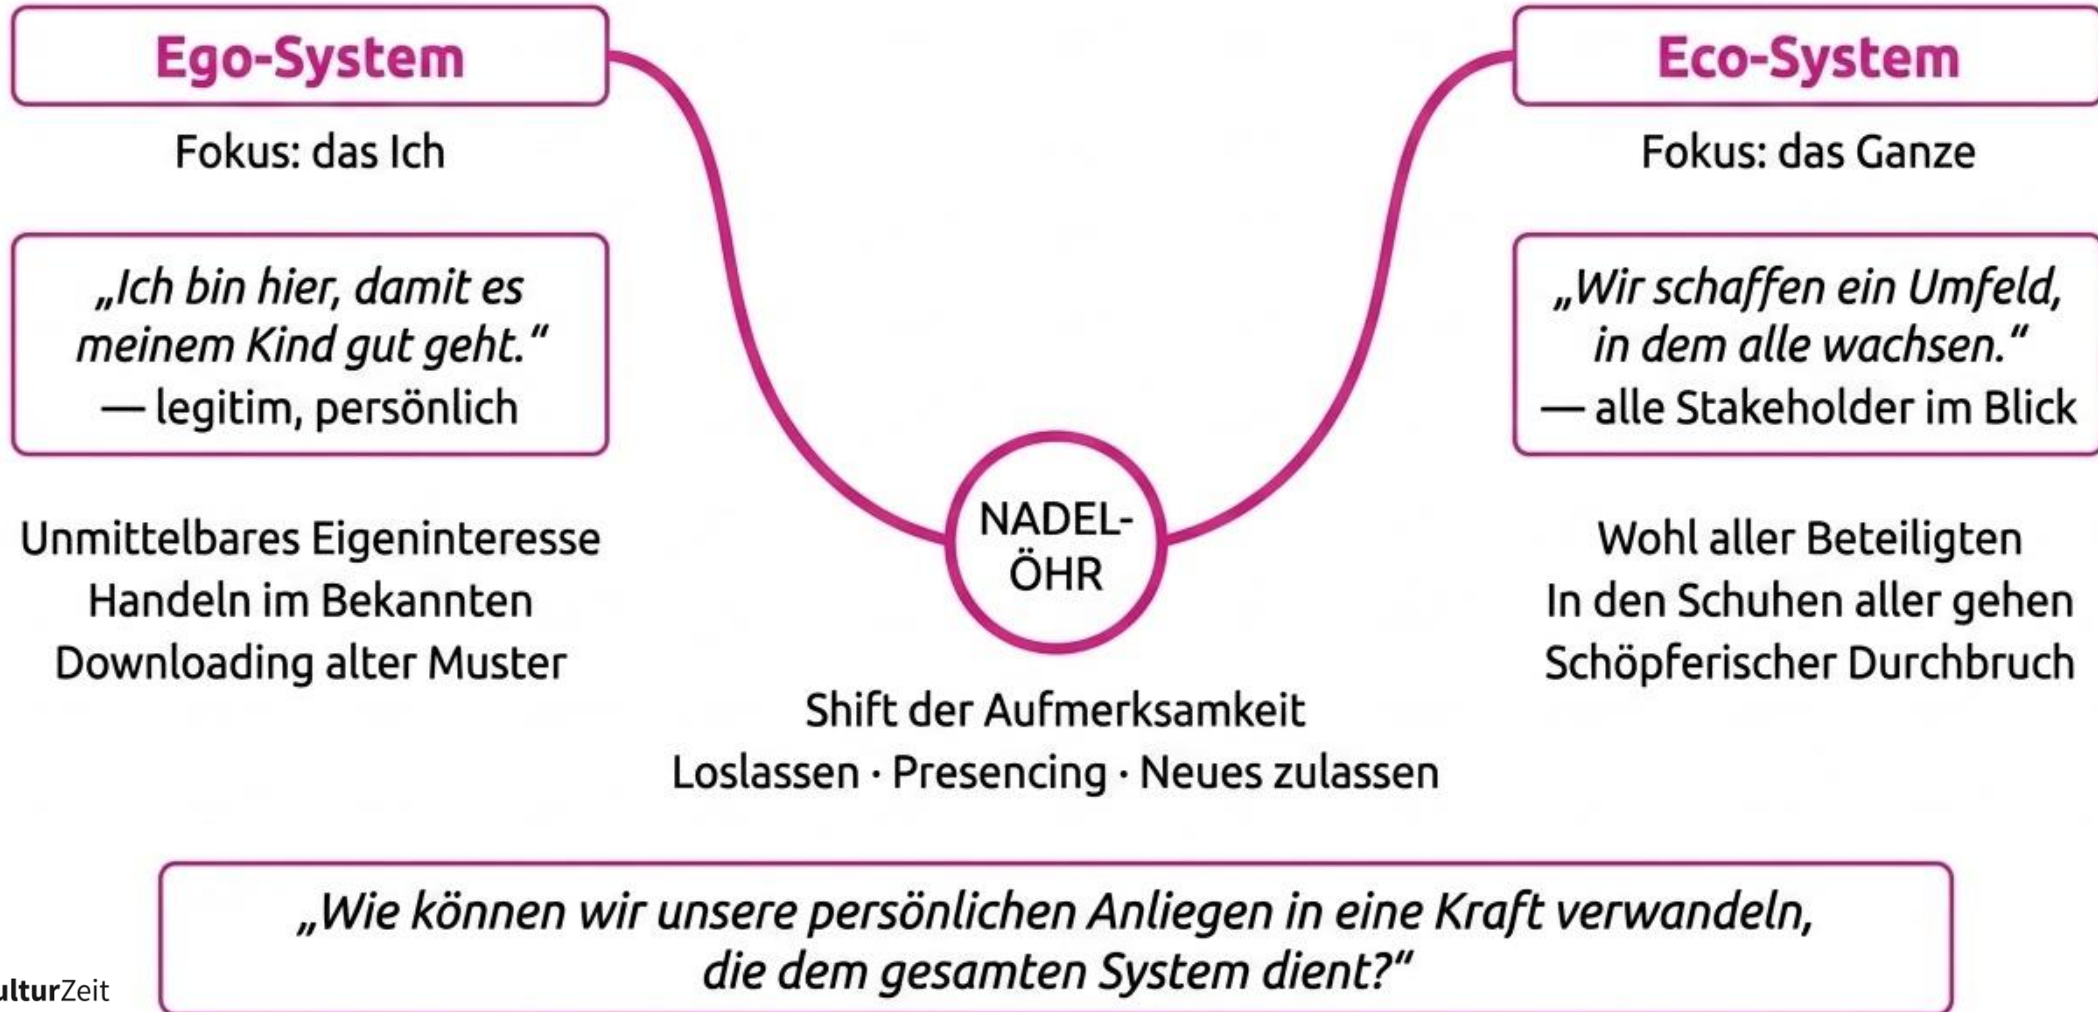 Ego-System
Fokus: das Ich
„Ich bin hier, damit es
meinem Kind gut geht.“
— legitim, persönlich
Unmittelbares Eigeninteresse
Handeln im Bekannten
Downloading alter Muster
NADEL-
ÖHR
Shift der Aufmerksamkeit
Loslassen · Presencing · Neues zulassen
Eco-System
Fokus: das Ganze
„Wir schaffen ein Umfeld,
in dem alle wachsen.“
— alle Stakeholder im Blick
Wohl aller Beteiligten
In den Schuhen aller gehen
Schöpferischer Durchbruch
„Wie können wir unsere persönlichen Anliegen in eine Kraft verwandeln,
die dem gesamten System dient?“
ulturZeit